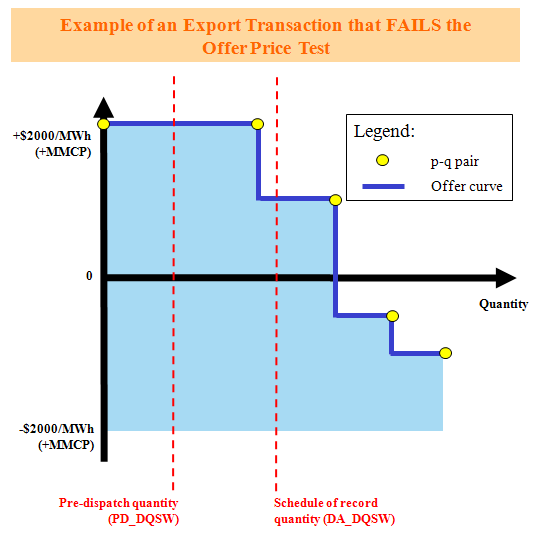 Example of an Export Transaction that FAILS the
Offer Price Test
+$2000/MWh
(+MMCP)
Legend:
p-q pair
Offer curve
0
Quantity
-$2000/MWh
(+MMCP)
Pre-dispatch quantity
(PD_DQSW)
Schedule of record
quantity (DA_DQSW)